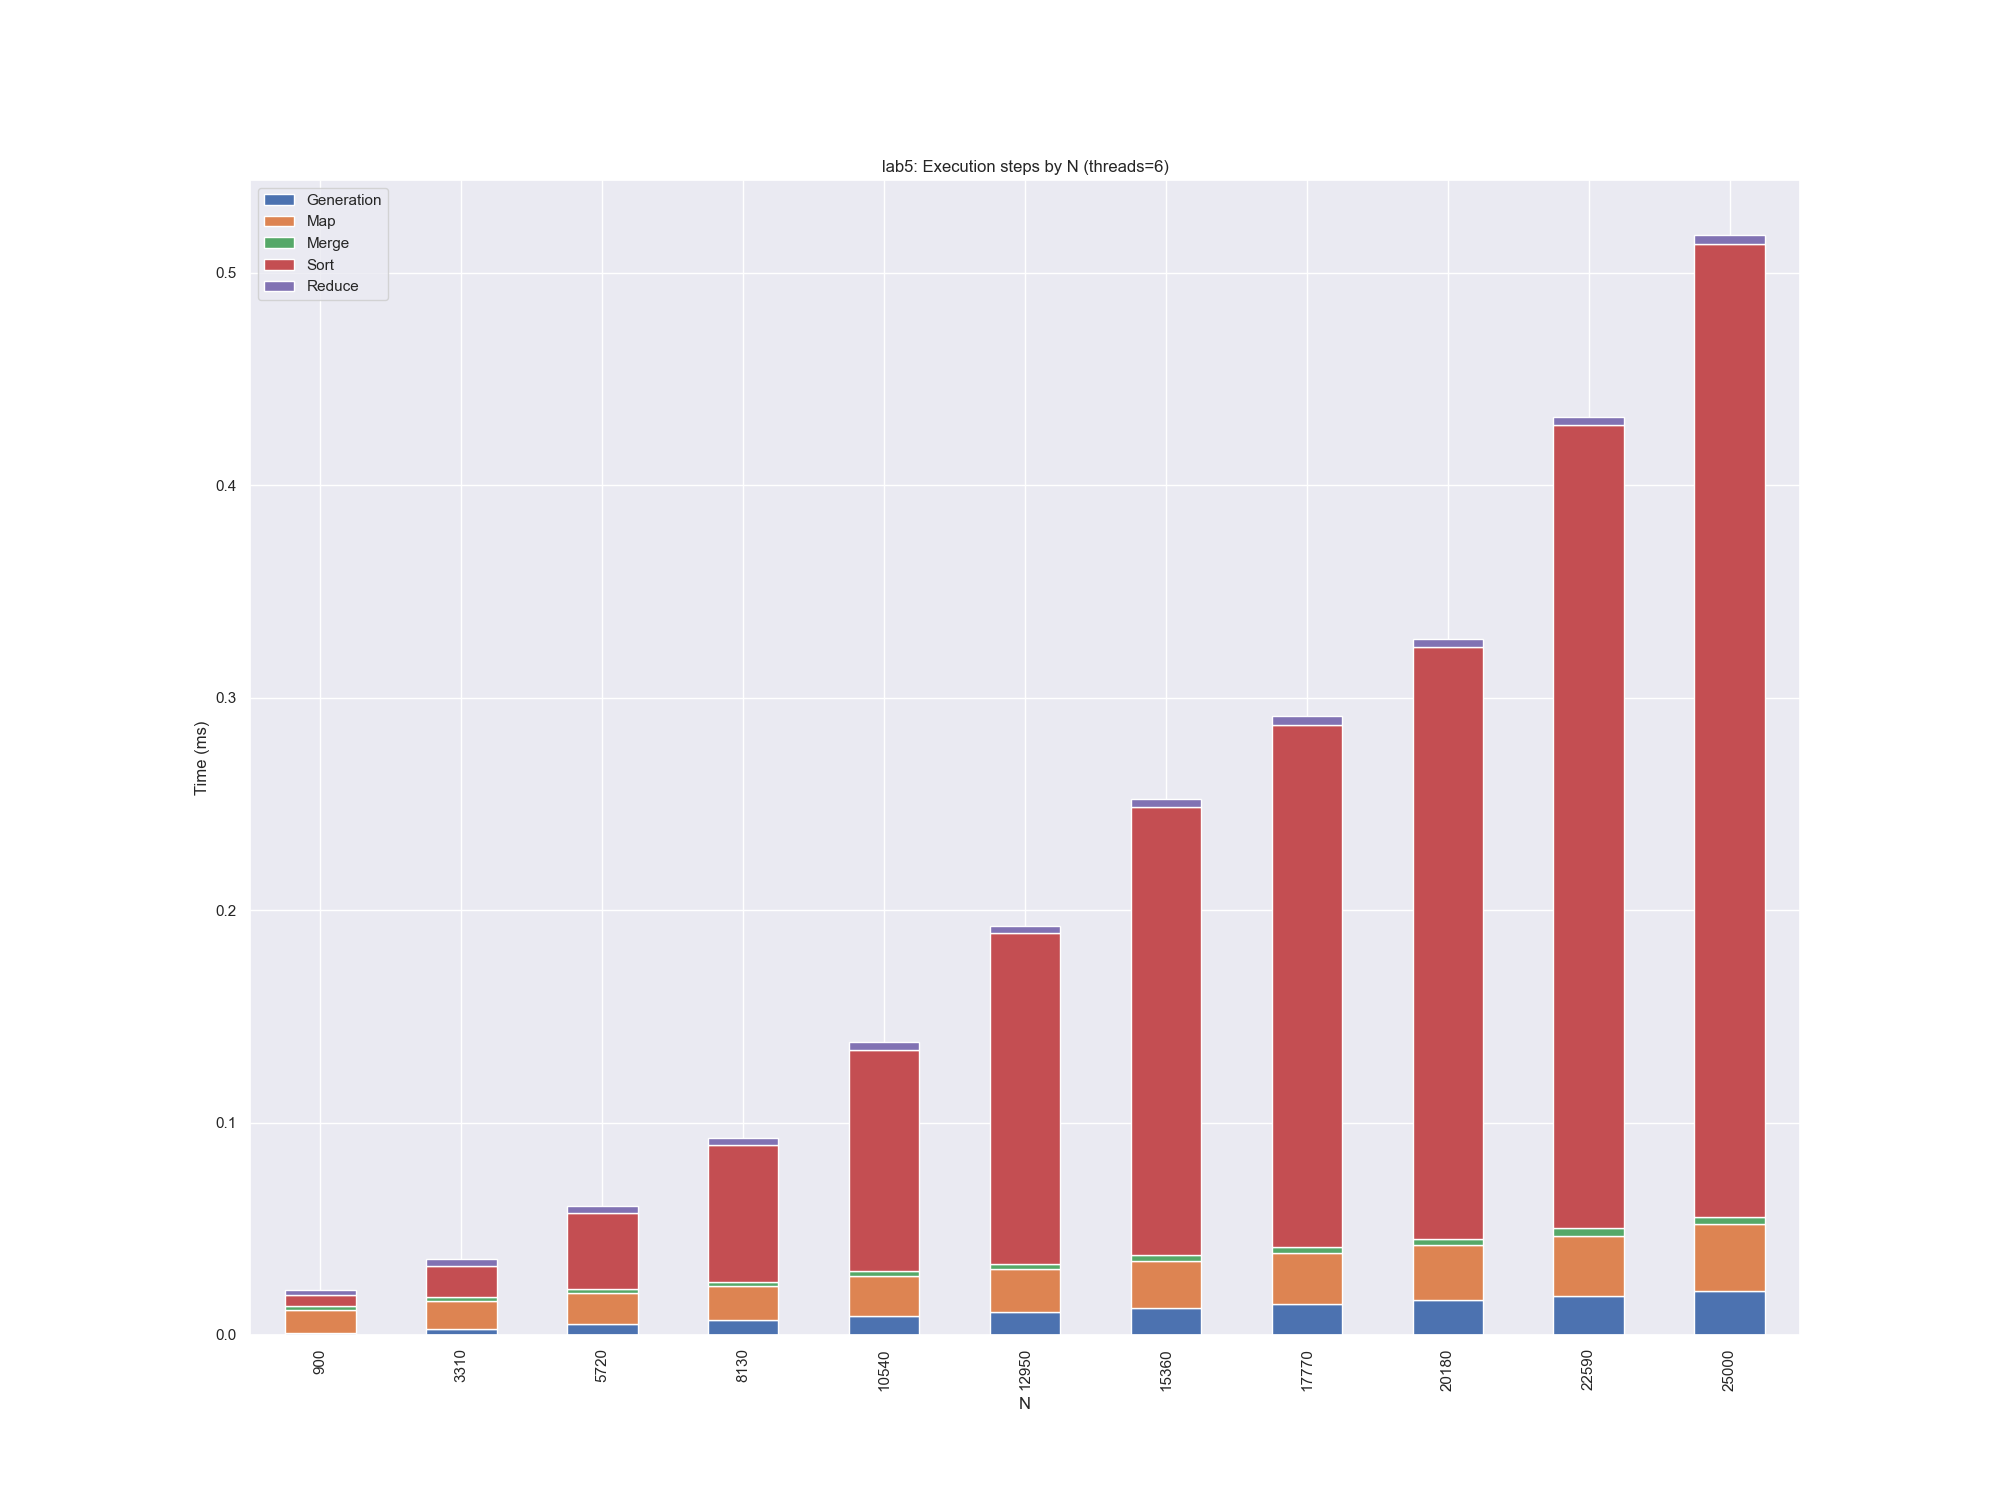 lab5: Execution steps by N (threads=6)
Generation
Map
Merge
Sort
Reduce
Time (ms)
0.5
0.4
0.3
0.2
0.1
0.0
900
3310
5720
8130
10540
12950
15360
17770
20180
22590
25000
N